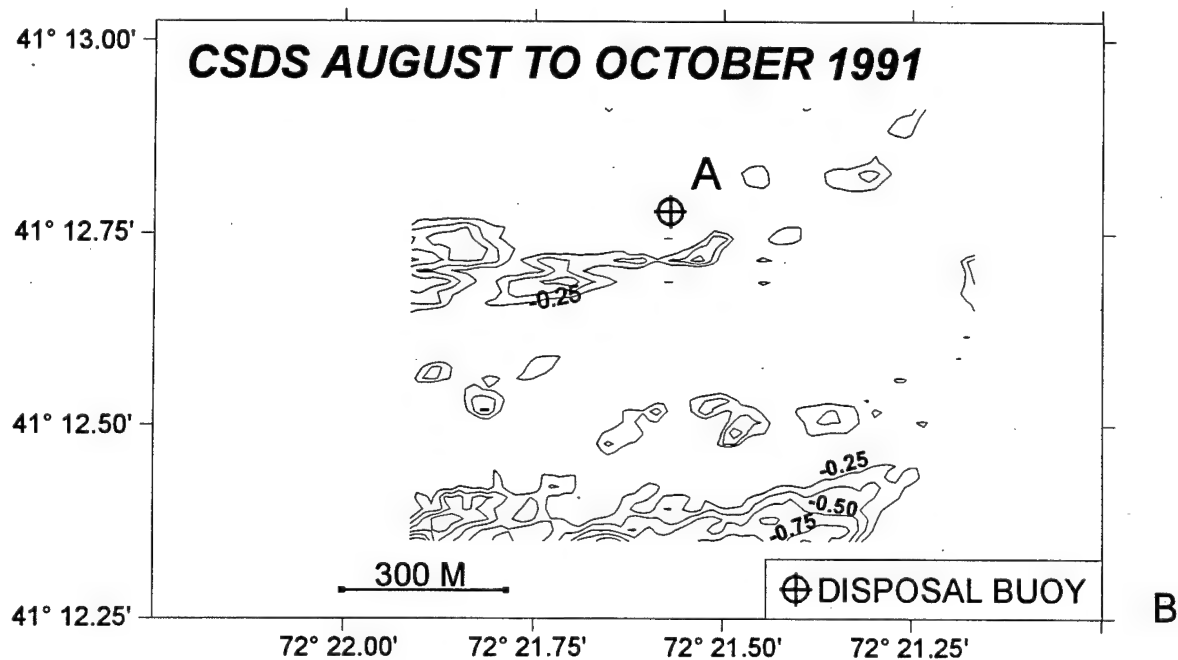 41° 13.00'
CSDS AUGUST TO OCTOBER 1991
A
41° 12.75'
-0.25
41° 12.50'
-0.25
-0.50
-0.75
300 M
DISPOSAL BUOY
41° 12.25'
B
72° 22.00' 72° 21.75' 72° 21.50' 72° 21.25'